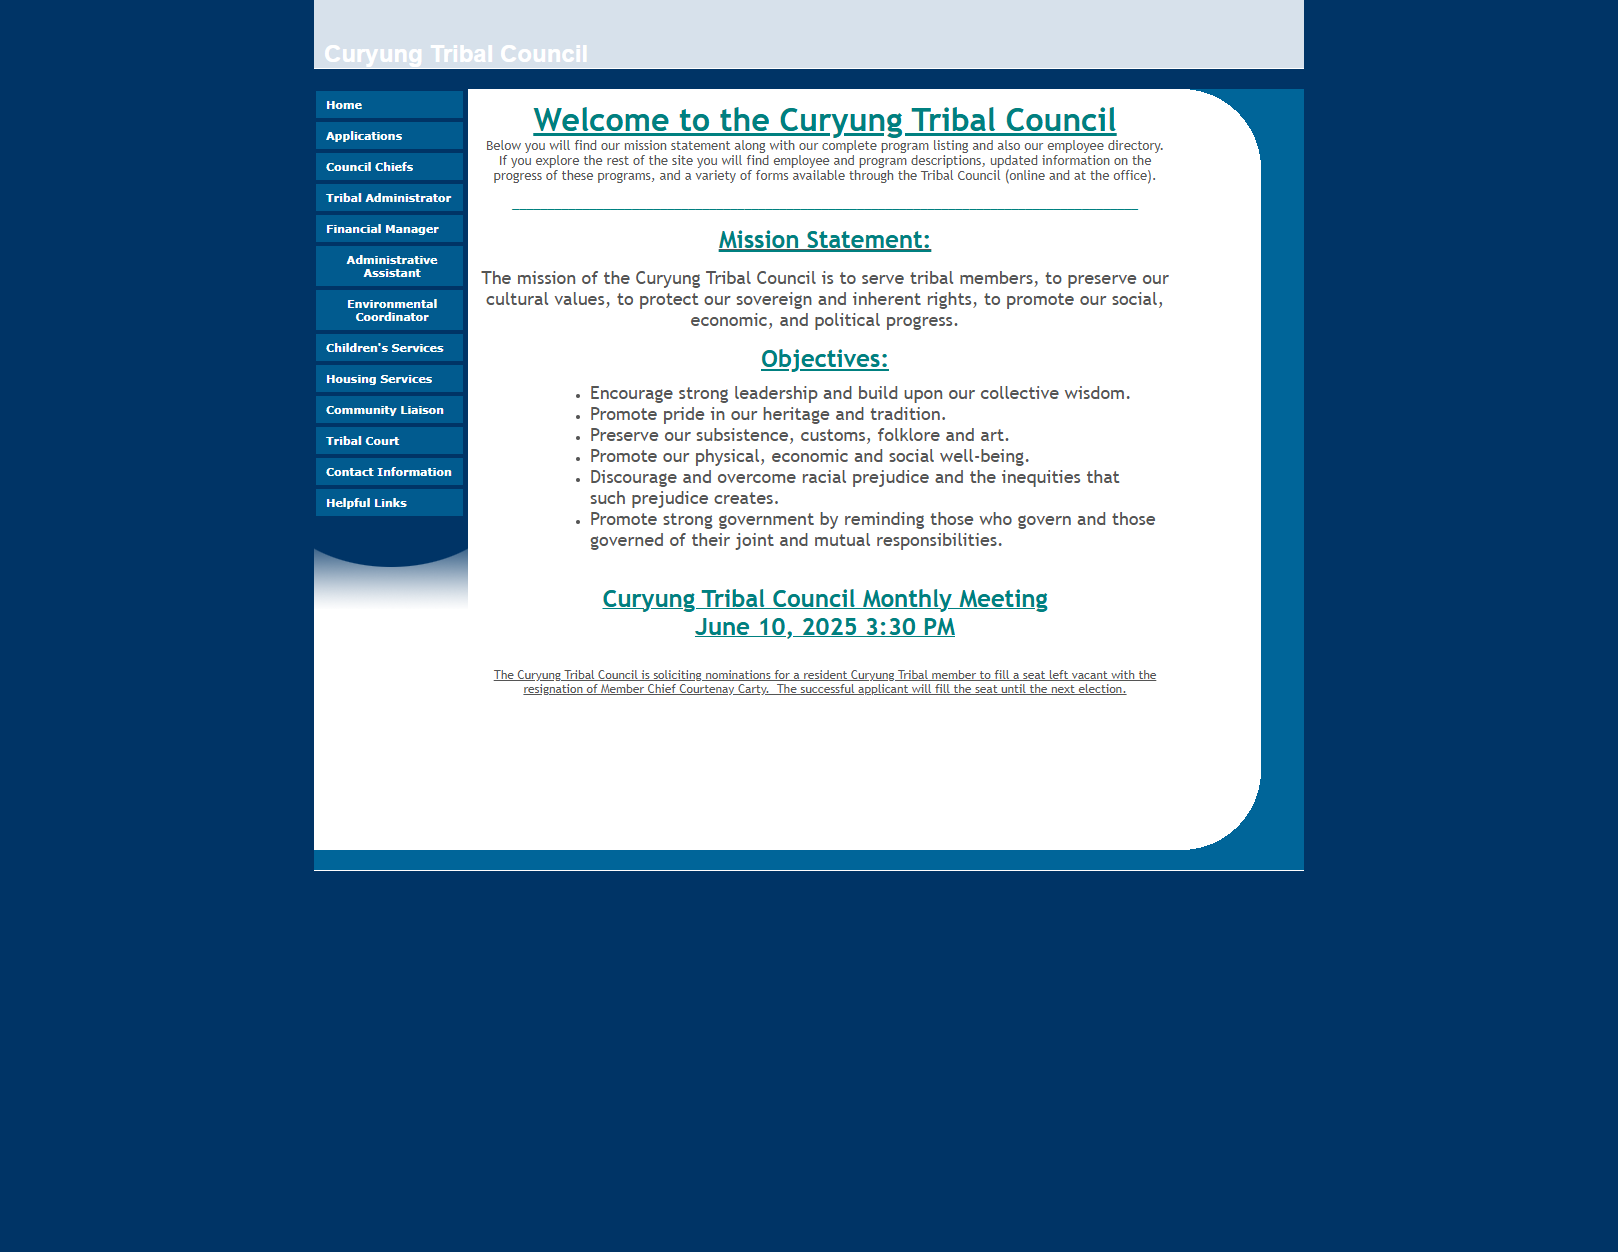 Curyung Tribal Council
Home
Applications
Council Chiefs
Tribal Administrator
Financial Manager
Administrative
Assistant
Environmental
Coordinator
Children's Services
Housing Services
Community Liaison
Tribal Court
Contact Information
Helpful Links
Welcome to the Curyung Tribal Council
Below you will find our mission statement along with our complete program listing and also our employee directory.
If you explore the rest of the site you will find employee and program descriptions, updated information on the
progress of these programs, and a variety of forms available through the Tribal Council (online and at the office).
Mission Statement:
The mission of the Curyung Tribal Council is to serve tribal members, to preserve our
cultural values, to protect our sovereign and inherent rights, to promote our social,
economic, and political progress.
Objectives:
• Encourage strong leadership and build upon our collective wisdom.
• Promote pride in our heritage and tradition.
• Preserve our subsistence, customs, folklore and art.
• Promote our physical, economic and social well-being.
• Discourage and overcome racial prejudice and the inequities that
such prejudice creates.
• Promote strong government by reminding those who govern and those
governed of their joint and mutual responsibilities.
Curyung Tribal Council Monthly Meeting
June 10, 2025 3:30 PM
The Curyung Tribal Council is soliciting nominations for a resident Curyung Tribal member to fill a seat left vacant with the
resignation of Member Chief Courtenay Carty.  The successful applicant will fill the seat until the next election.